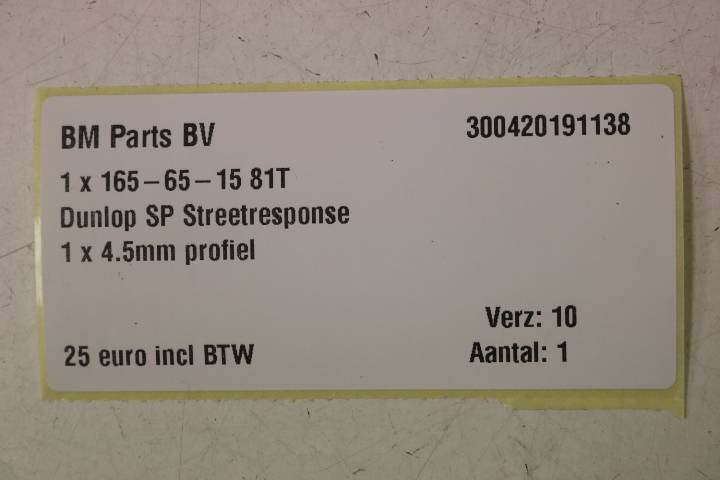 BM Parts BV
300420191138
1 x 165-65-15 81T
Dunlop SP Streetresponse
1 x 4.5mm profiel
Verz: 10
25 euro incl BTW
Aantal: 1